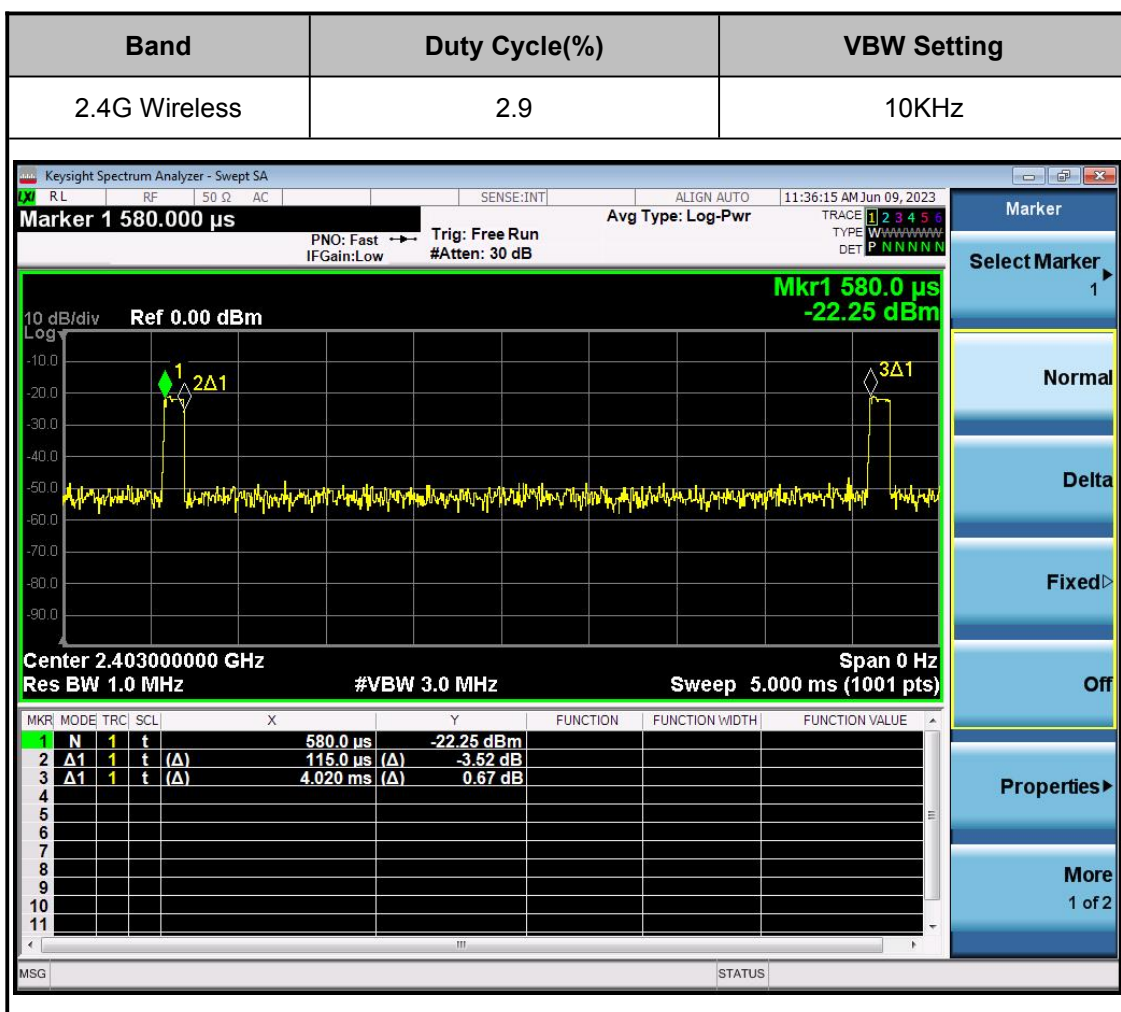 Band Duty Cycle(%) VBW Setting
2.4G Wireless 2.9 10KHz
Keysight Spectrum Analyzer - Swept SA
LXI RL RF 50 Ω AC SENSE:INT ALIGN AUTO 11:36:15 AM Jun 09, 2023
Marker 1 580.000 µs
PNO: Fast
IFGain:Low
Trig: Free Run
#Atten: 30 dB
Avg Type: Log-Pwr
TRACE 1 2 3 4 5 6
TYPE WWWWWW
DET P N N N N N
Mkr1 580.0 µs
-22.25 dBm
10 dB/div Ref 0.00 dBm
Log
-10.0
-20.0
-30.0
-40.0
-50.0
-60.0
-70.0
-80.0
-90.0
1
2Δ1
3Δ1
Center 2.403000000 GHz Span 0 Hz
Res BW 1.0 MHz #VBW 3.0 MHz Sweep 5.000 ms (1001 pts)
MKR MODE TRC SCL X Y FUNCTION FUNCTION WIDTH FUNCTION VALUE
1 N 1 t 580.0 µs -22.25 dBm
2 Δ1 1 t (Δ) 115.0 µs (Δ) -3.52 dB
3 Δ1 1 t (Δ) 4.020 ms (Δ) 0.67 dB
4
5
6
7
8
9
10
11
MSG STATUS
Marker
Select Marker
1
Normal
Delta
Fixed
Off
Properties
More
1 of 2